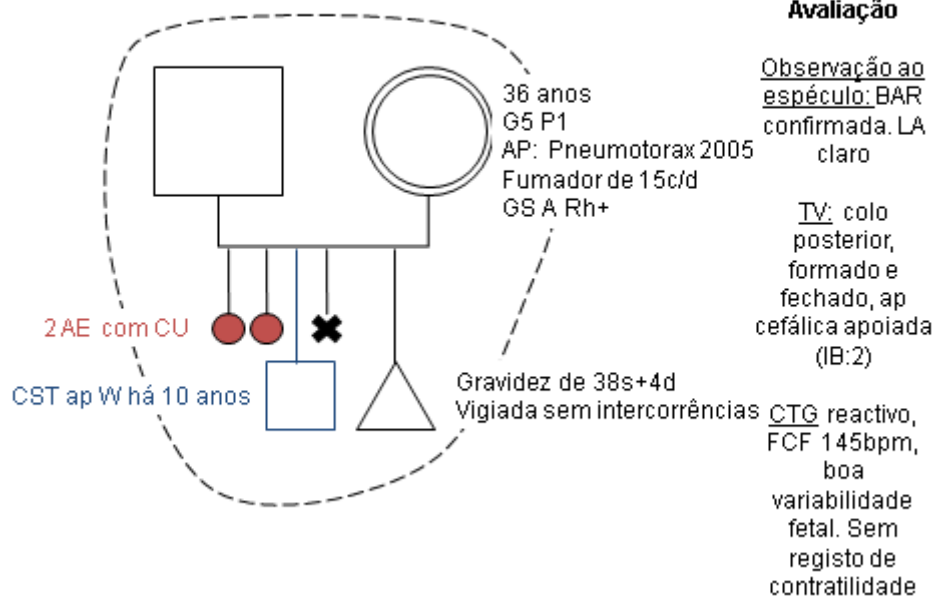 36 anos
G5 P1
AP: Pneumotorax 2005
Fumador de 15c/d
GS A Rh+
2 AE com CU
CST ap W há 10 anos
Gravidez de 38s+4d
Vigiada sem intercorrências
Avaliação
Observação ao
espéculo: BAR
confirmada. LA
claro
TV: colo
posterior,
formado e
fechado, ap
cefálica apoiada
(IB:2)
CTG reactivo,
FCF 145bpm,
boa
variabilidade
fetal. Sem
registo de
contratilidade